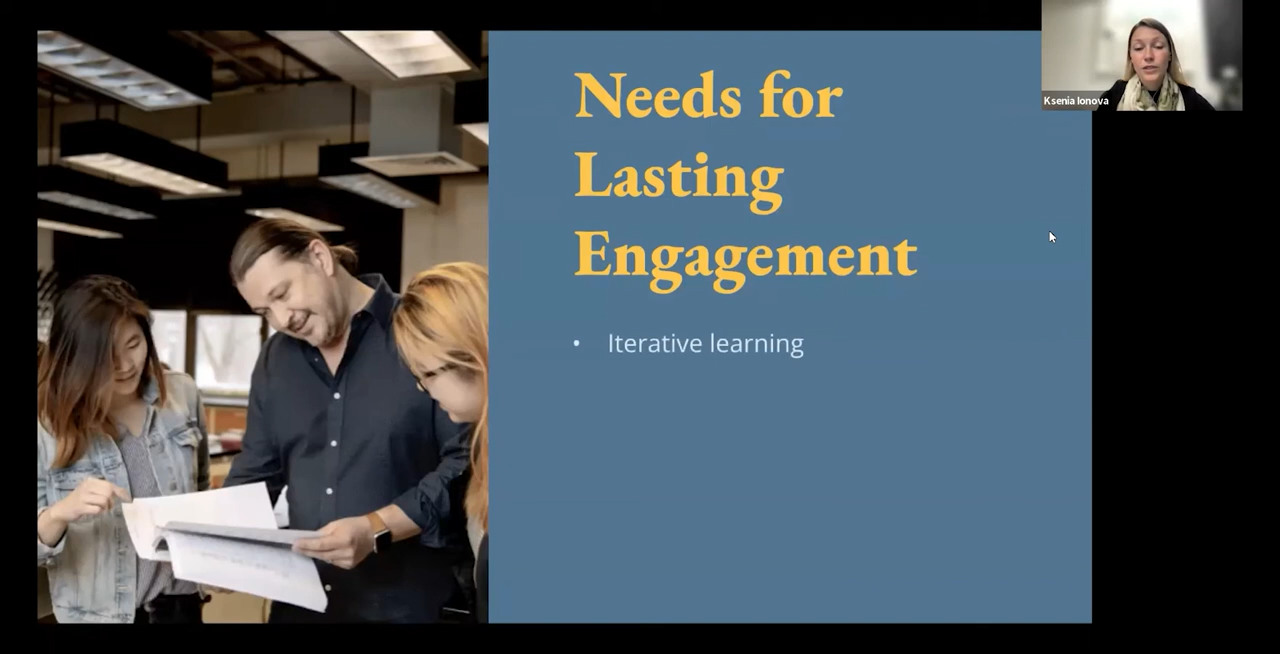 Needs for
Lasting
Engagement
• Iterative learning
Ksenia Ionova